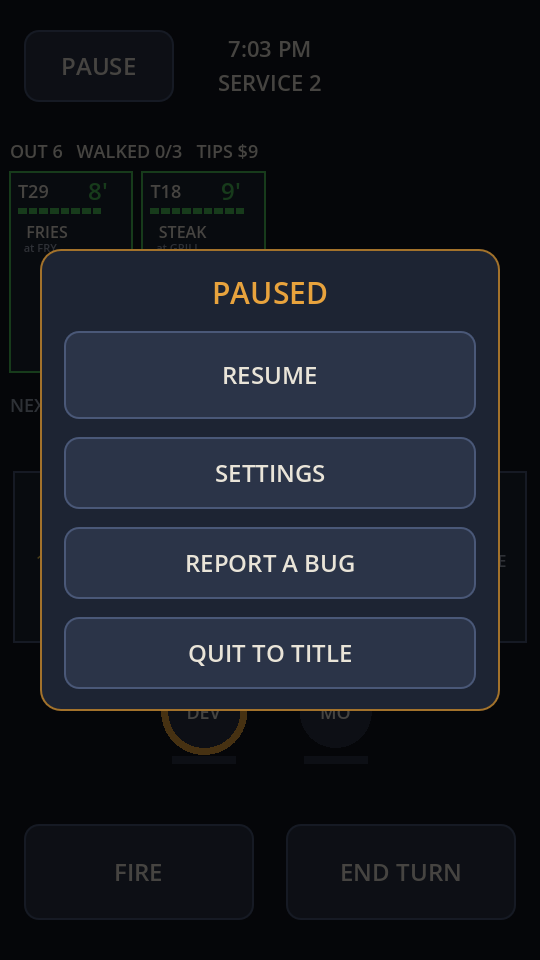 PAUSE
7:03 PM
SERVICE 2
OUT 6 WALKED 0/3 TIPS $9
T29 8'
FRIES
at FRY
T18 9'
STEAK
at GRILL
PAUSED
RESUME
SETTINGS
REPORT A BUG
QUIT TO TITLE
DEV
MO
FIRE
END TURN